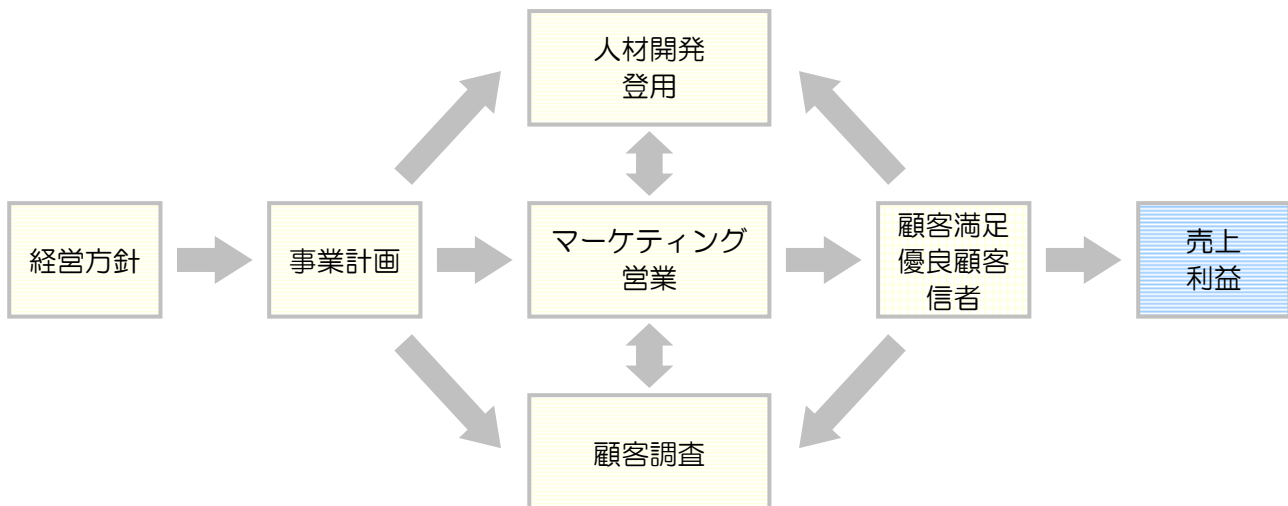 人材開発
登用
経営方針
事業計画
マーケティング
営業
顧客満足
優良顧客
信者
売上
利益
顧客調査